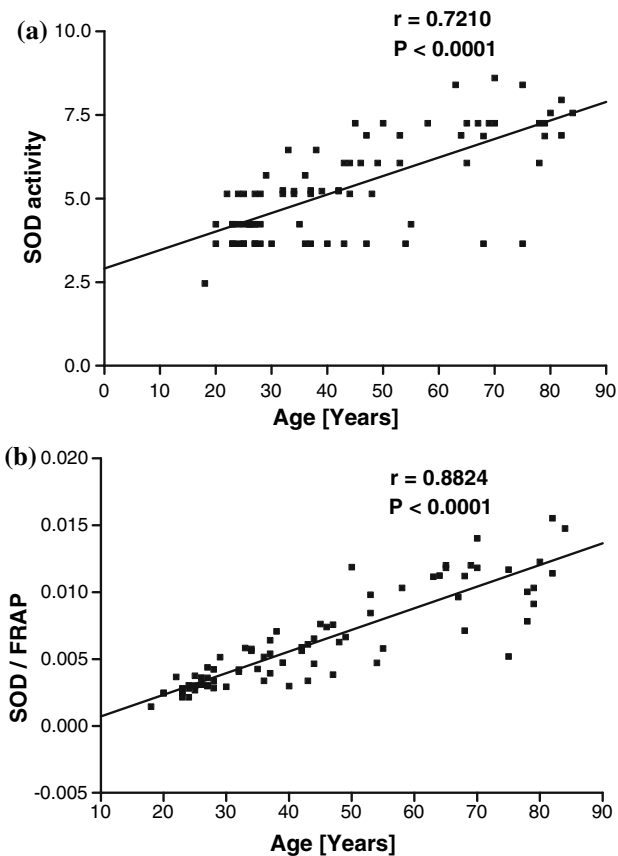 (a)
r = 0.7210
P < 0.0001
SOD activity
10.0
7.5
5.0
2.5
0.0
0 10 20 30 40 50 60 70 80 90
Age [Years]
(b)
r = 0.8824
P < 0.0001
SOD / FRAP
0.020
0.015
0.010
0.005
0.000
-0.005
10 20 30 40 50 60 70 80 90
Age [Years]